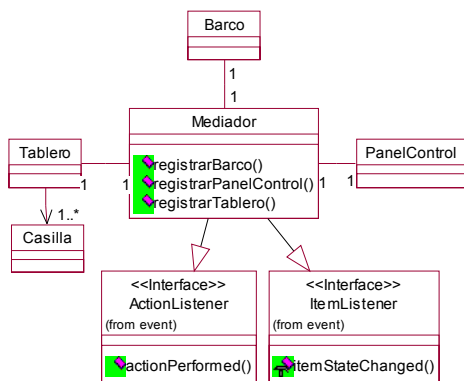 Barco
1
1
Mediador
registrarBarco()
registrarPanelControl()
registrarTablero()
Tablero
1
1
PanelControl
1
1
1..*
Casilla
<<Interface>>
ActionListener
(from event)
actionPerformed()
<<Interface>>
ItemListener
(from event)
itemStateChanged()